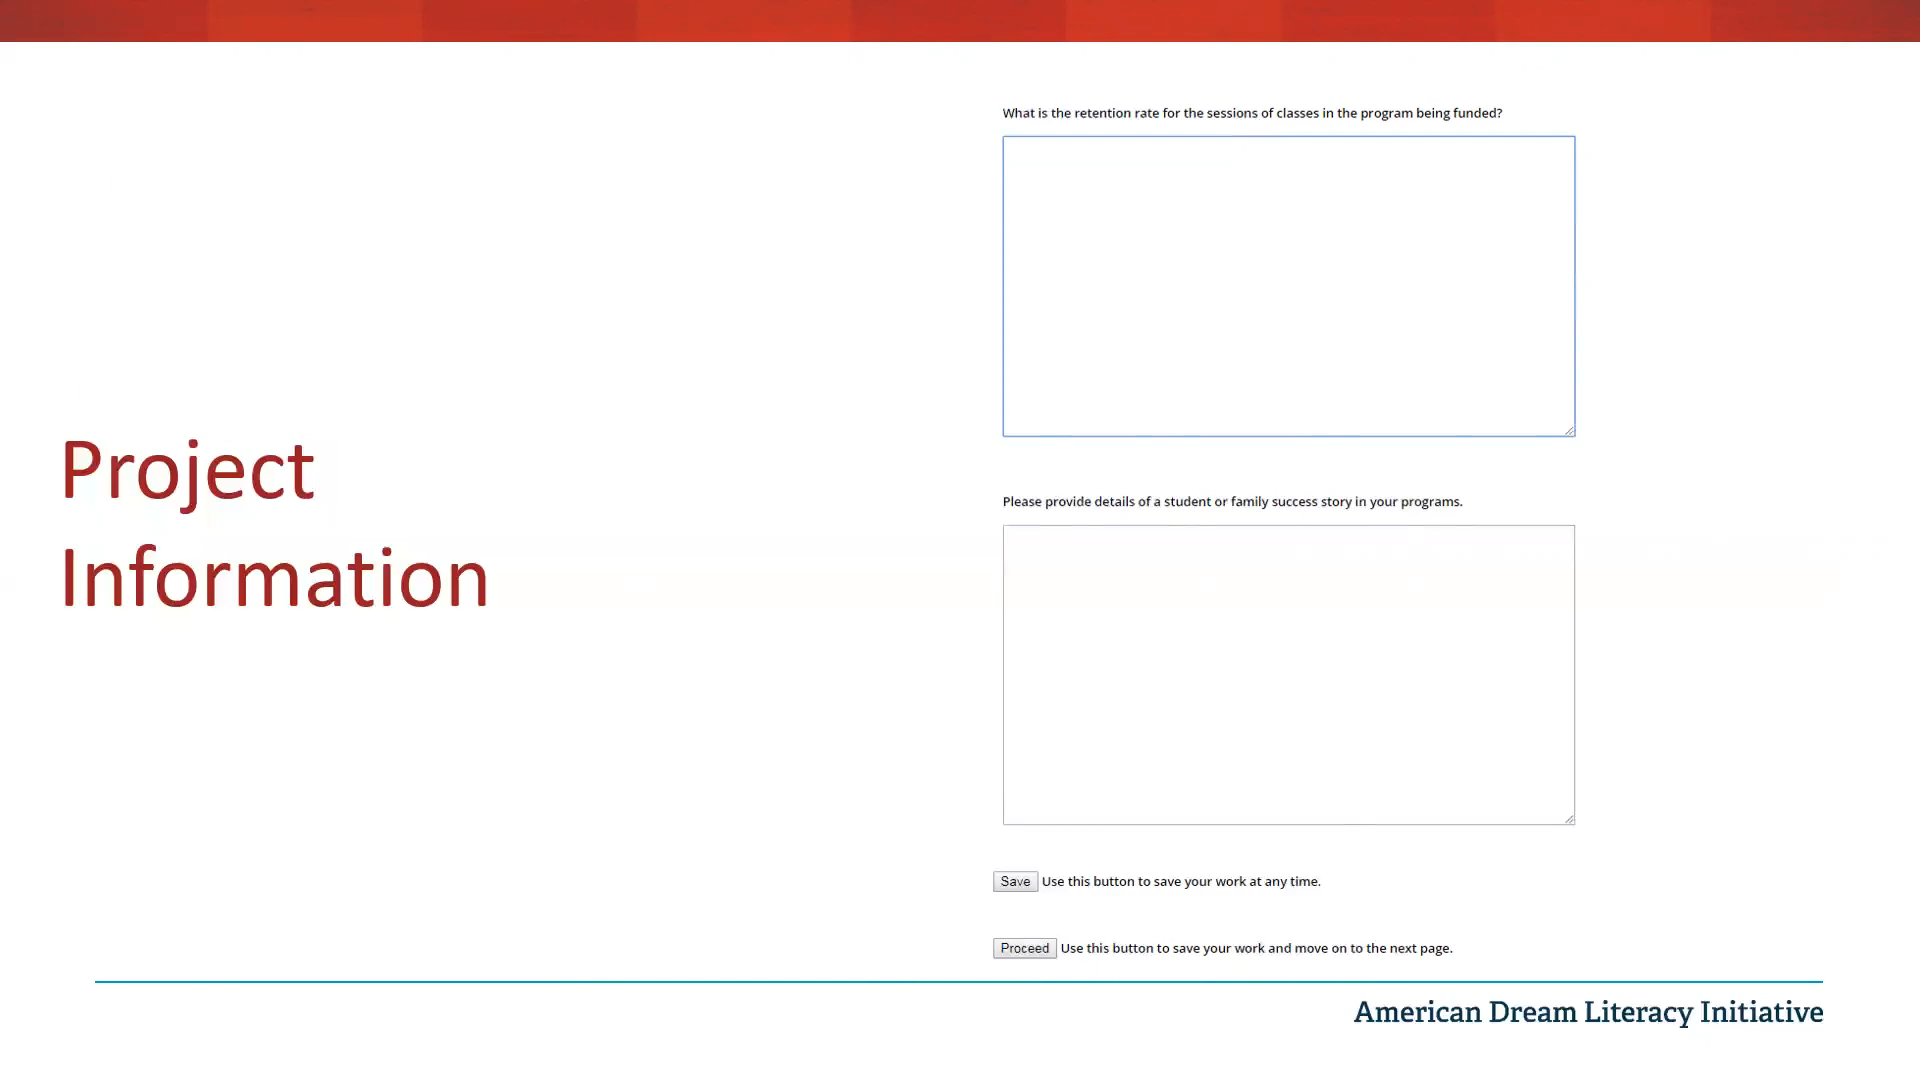 Project
Information
What is the retention rate for the sessions of classes in the program being funded?
Please provide details of a student or family success story in your programs.
Save Use this button to save your work at any time.
Proceed Use this button to save your work and move on to the next page.
American Dream Literacy Initiative